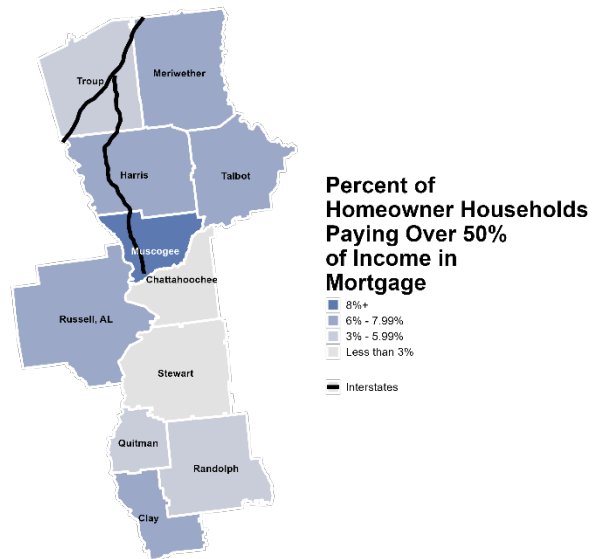 Troup
Meriwether
Harris
Talbot
Muscogee
Chattahoochee
Russell, AL
Stewart
Quitman
Randolph
Clay
Percent of
Homeowner Households
Paying Over 50%
of Income in
Mortgage
8%+
6% - 7.99%
3% - 5.99%
Less than 3%
Interstates